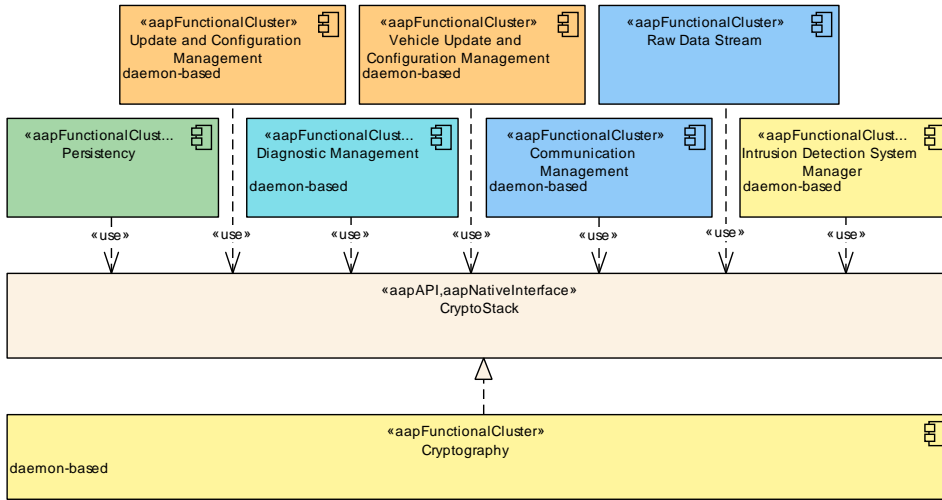 «aapFunctionalCluster»
Update and Configuration
Management
daemon-based
«aapFunctionalCluster»
Vehicle Update and
Configuration Management
daemon-based
«aapFunctionalCluster»
Raw Data Stream
«aapFunctionalClust...
Persistency
«aapFunctionalClust...
Diagnostic Management
daemon-based
«aapFunctionalCluster»
Communication
Management
daemon-based
«aapFunctionalClust...
Intrusion Detection System
Manager
daemon-based
«use»
«use»
«use»
«use»
«use»
«use»
«use»
«aapAPI,aapNativeInterface»
CryptoStack
«aapFunctionalCluster»
Cryptography
daemon-based